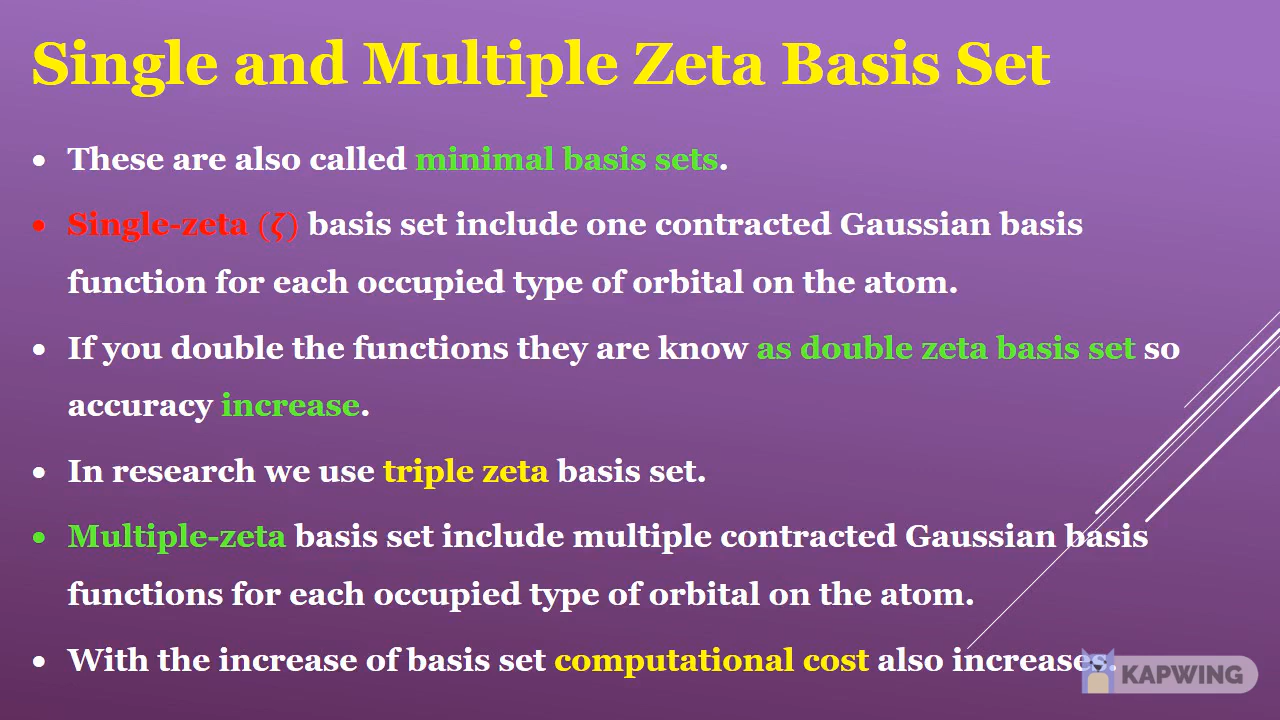 Single and Multiple Zeta Basis Set
• These are also called minimal basis sets.
• Single-zeta (ζ) basis set include one contracted Gaussian basis
function for each occupied type of orbital on the atom.
• If you double the functions they are know as double zeta basis set so
accuracy increase.
• In research we use triple zeta basis set.
• Multiple-zeta basis set include multiple contracted Gaussian basis
functions for each occupied type of orbital on the atom.
• With the increase of basis set computational cost also increases.
KAPWING